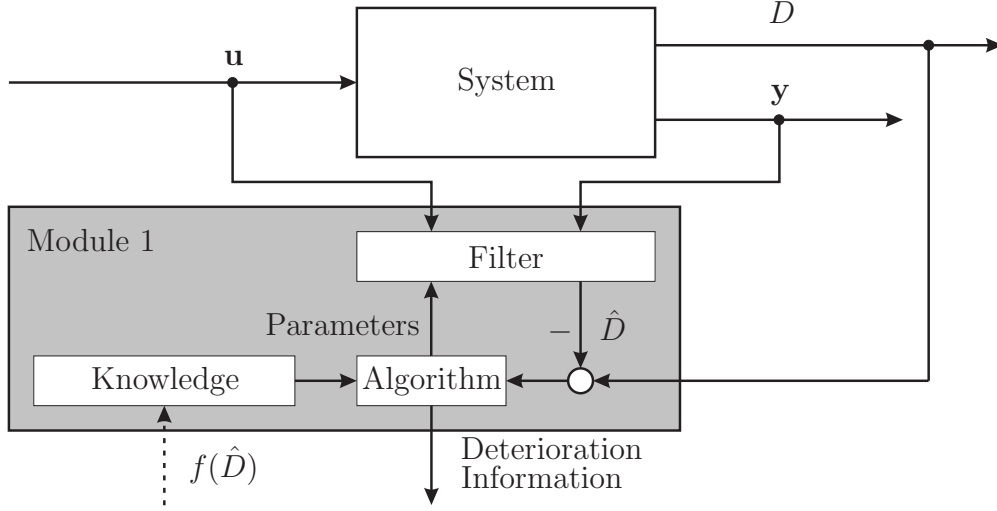 D
u
System
y
Module 1
Filter
Parameters
− D̂
Knowledge
Algorithm
f(D̂)
Deterioration
Information